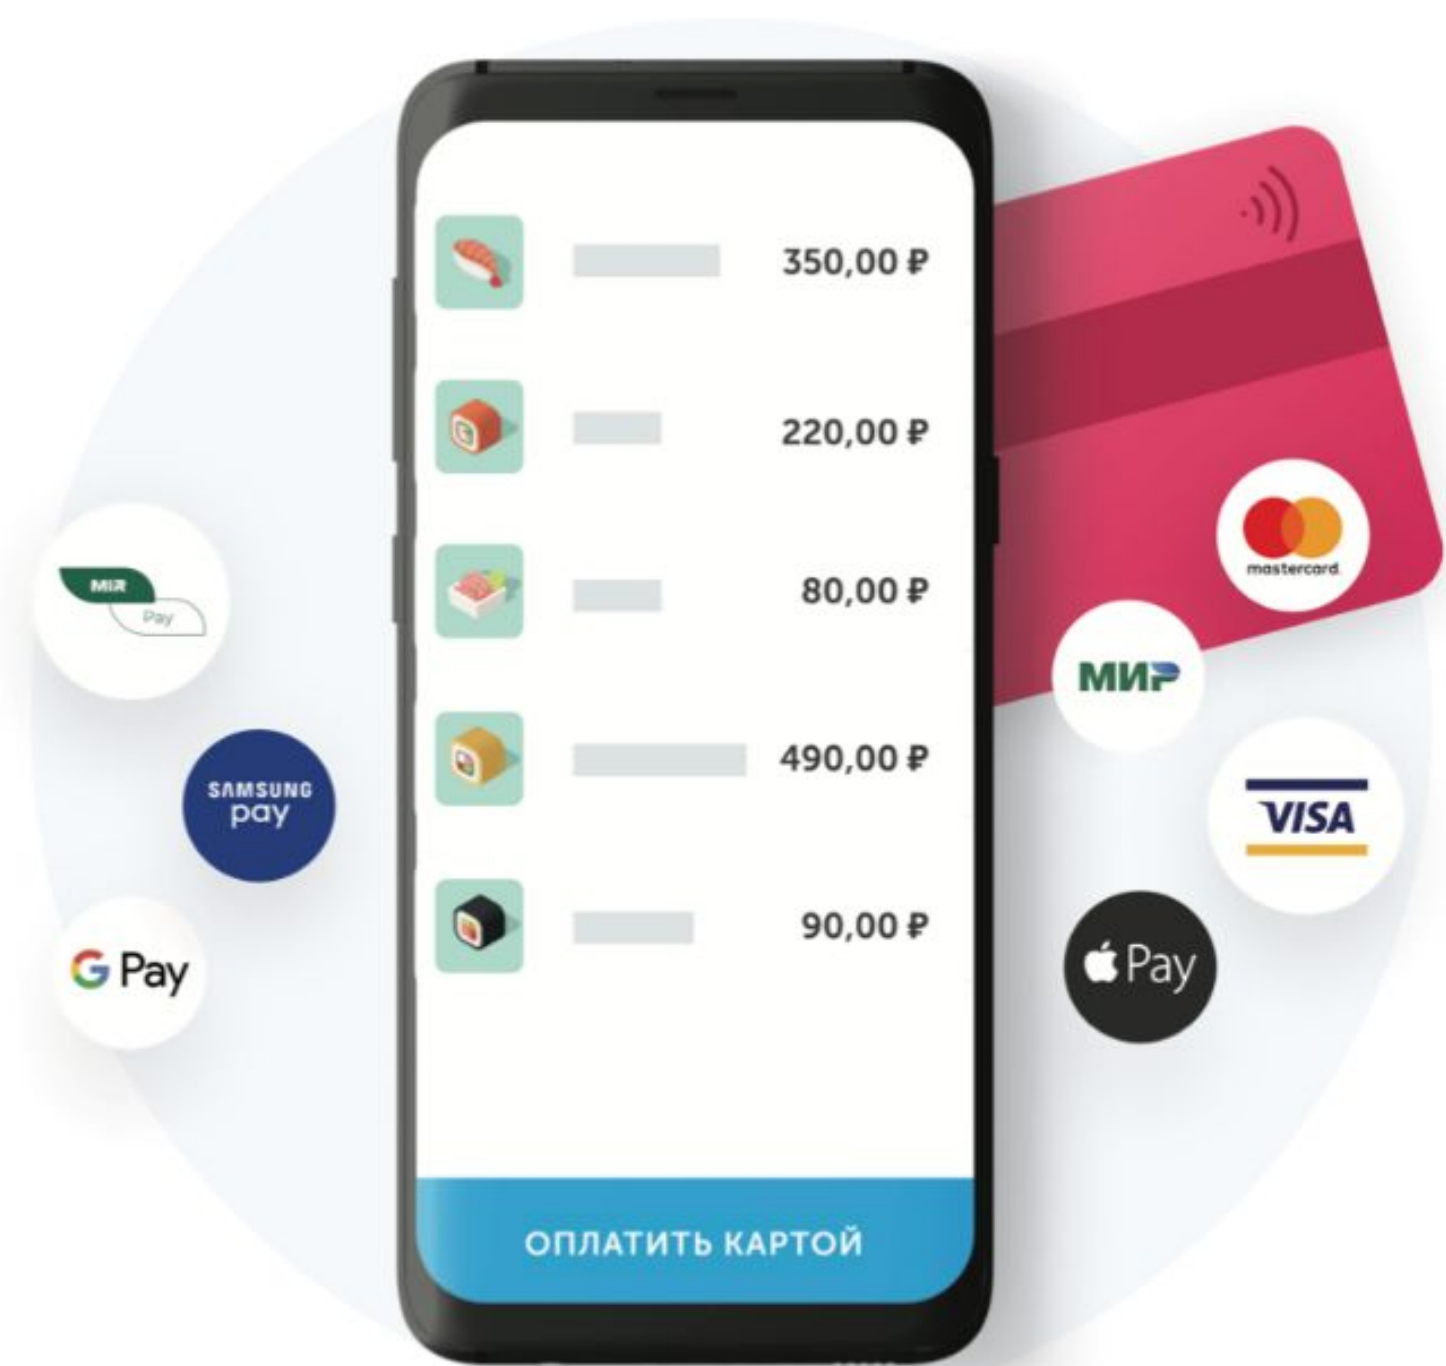 350,00 ₽
220,00 ₽
80,00 ₽
490,00 ₽
90,00 ₽
ОПЛАТИТЬ КАРТОЙ
MIR
Pay
SAMSUNG
pay
G Pay
mastercard
МИР
VISA
Pay